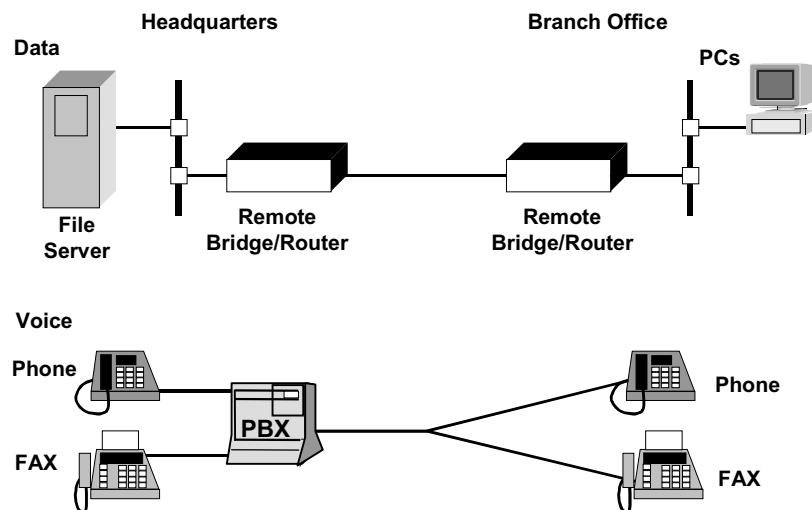 Headquarters
Branch Office
Data
PCs
File
Server
Remote
Bridge/Router
Remote
Bridge/Router
Voice
Phone
PBX
Phone
FAX
FAX